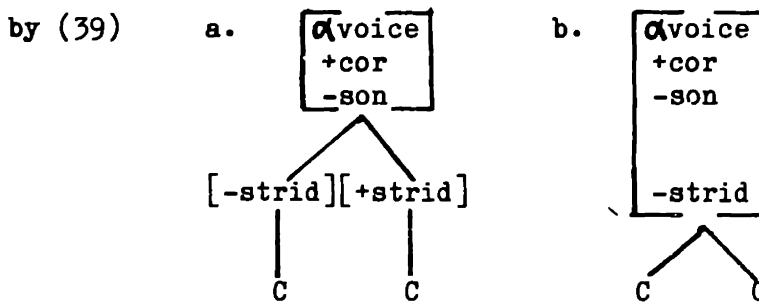 by (39) a. αvoice b. αvoice
+cor +cor
-son -son
[-strid][+strid] -strid
C C C C